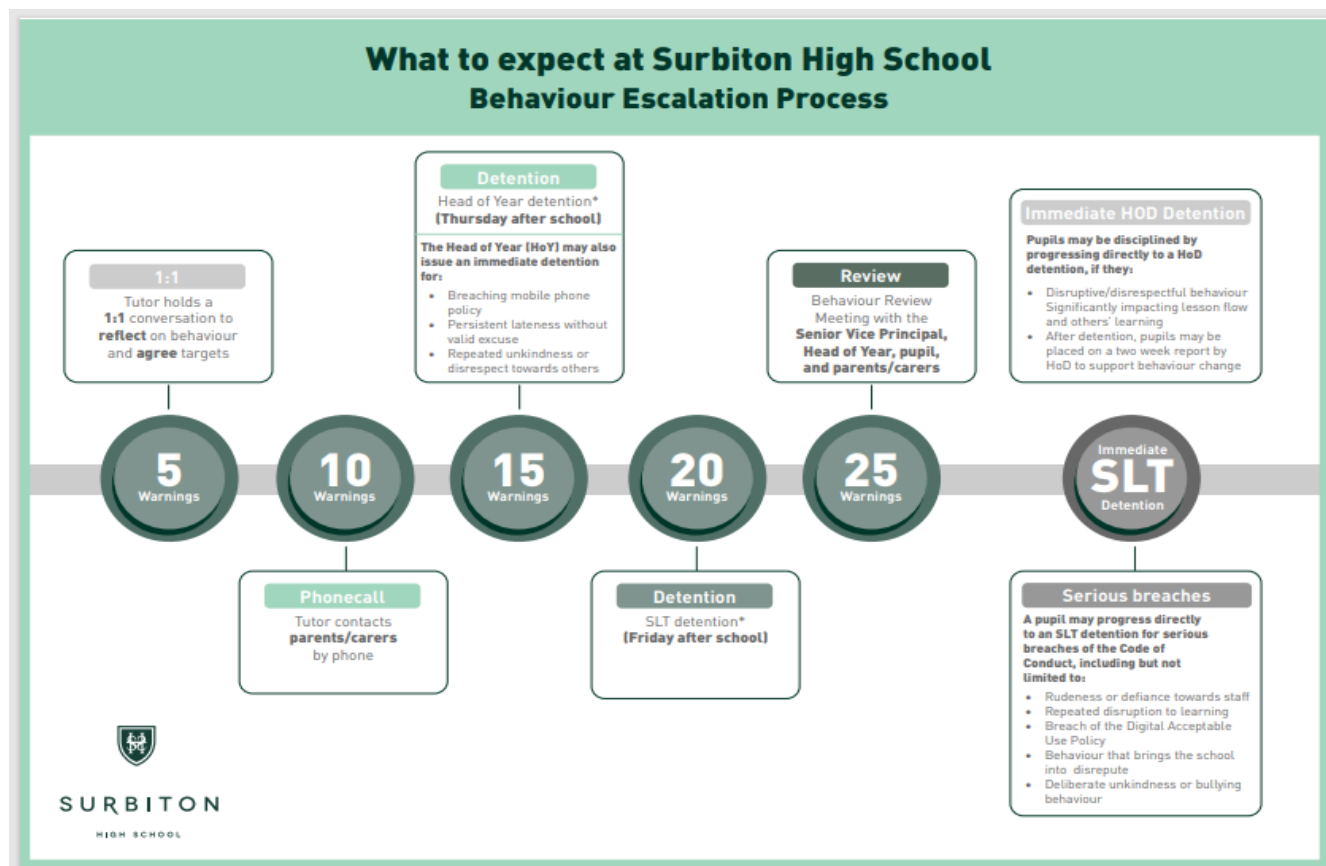 What to expect at Surbiton High School
Behaviour Escalation Process
1:1
Tutor holds a
1:1 conversation to
reflect on behaviour
and agree targets
5
Warnings
Phonecall
Tutor contacts
parents/carers
by phone
10
Warnings
Detention
Head of Year detention*
(Thursday after school)
The Head of Year (HoY) may also
issue an immediate detention
for:
• Breaching mobile phone
policy
• Persistent lateness without
valid excuse
• Repeated unkindness or
disrespect towards others
15
Warnings
20
Warnings
Detention
SLT detention*
(Friday after school)
Review
Behaviour Review
Meeting with the
Senior Vice Principal,
Head of Year, pupil,
and parents/carers
25
Warnings
Immediate HOD Detention
Pupils may be disciplined by
progressing directly to a HoD
detention, if they:
• Disruptive/disrespectful behaviour
Significantly impacting lesson flow
and others' learning
• After detention, pupils may be
placed on a two week report by
HoD to support behaviour change
Immediate
SLT
Detention
Serious breaches
A pupil may progress directly
to an SLT detention for serious
breaches of the Code of
Conduct, including but not
limited to:
• Rudeness or defiance towards staff
• Repeated disruption to learning
• Breach of the Digital Acceptable
Use Policy
• Behaviour that brings the school
into disrepute
• Deliberate unkindness or bullying
behaviour
SURBITON
HIGH SCHOOL